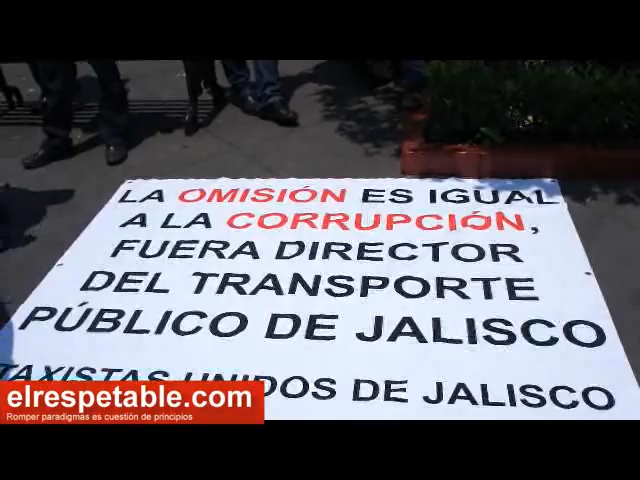 LA OMISIÓN ES IGUAL
A LA CORRUPCIÓN,
FUERA DIRECTOR
DEL TRANSPORTE
PÚBLICO DE JALISCO
TAXISTAS UNIDOS DE JALISCO
elrespetable.com
Romper paradigmas es cuestión de principios